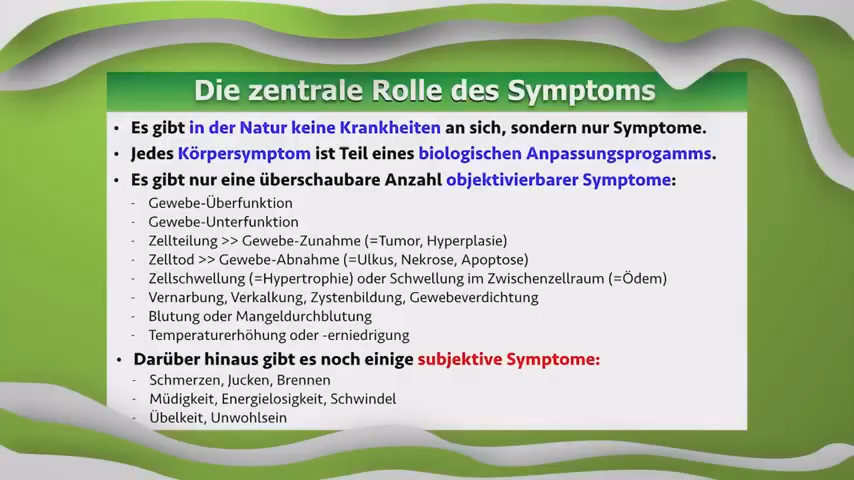 Die zentrale Rolle des Symptoms
• Es gibt in der Natur keine Krankheiten an sich, sondern nur Symptome.
• Jedes Körpersymptom ist Teil eines biologischen Anpassungsprogamms.
• Es gibt nur eine überschaubare Anzahl objektivierbarer Symptome:
- Gewebe-Überfunktion
- Gewebe-Unterfunktion
- Zellteilung >> Gewebe-Zunahme (=Tumor, Hyperplasie)
- Zelltod >> Gewebe-Abnahme (=Ulkus, Nekrose, Apoptose)
- Zellschwellung (=Hypertrophie) oder Schwellung im Zwischenzellraum (=Ödem)
- Vernarbung, Verkalkung, Zystenbildung, Gewebeverdichtung
- Blutung oder Mangeldurchblutung
- Temperaturerhöhung oder -erniedrigung
• Darüber hinaus gibt es noch einige subjektive Symptome:
- Schmerzen, Jucken, Brennen
- Müdigkeit, Energielosigkeit, Schwindel
- Übelkeit, Unwohlsein